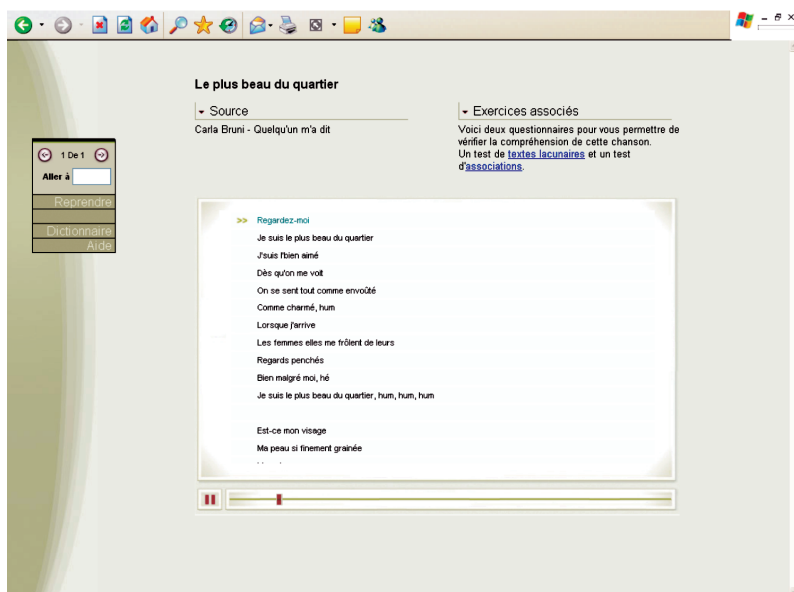 Le plus beau du quartier
Source
Carla Bruni - Quelqu'un m'a dit
Exercices associés
Voici deux questionnaires pour vous permettre de
vérifier la compréhension de cette chanson.
Un test de textes lacunaires et un test
d'associations.
1 De 1
Aller à
Reprendre
Dictionnaire
Aide
>> Regardez-moi
Je suis le plus beau du quartier
J'suis l'bien aimé
Dès qu'on me voit
On se sent tout comme envoûté
Comme charmé, hum
Lorsque j'arrive
Les femmes elles me frôlent de leurs
Regards penchés
Bien malgré moi, hé
Je suis le plus beau du quartier, hum, hum, hum
Est-ce mon visage
Ma peau si finement grainée